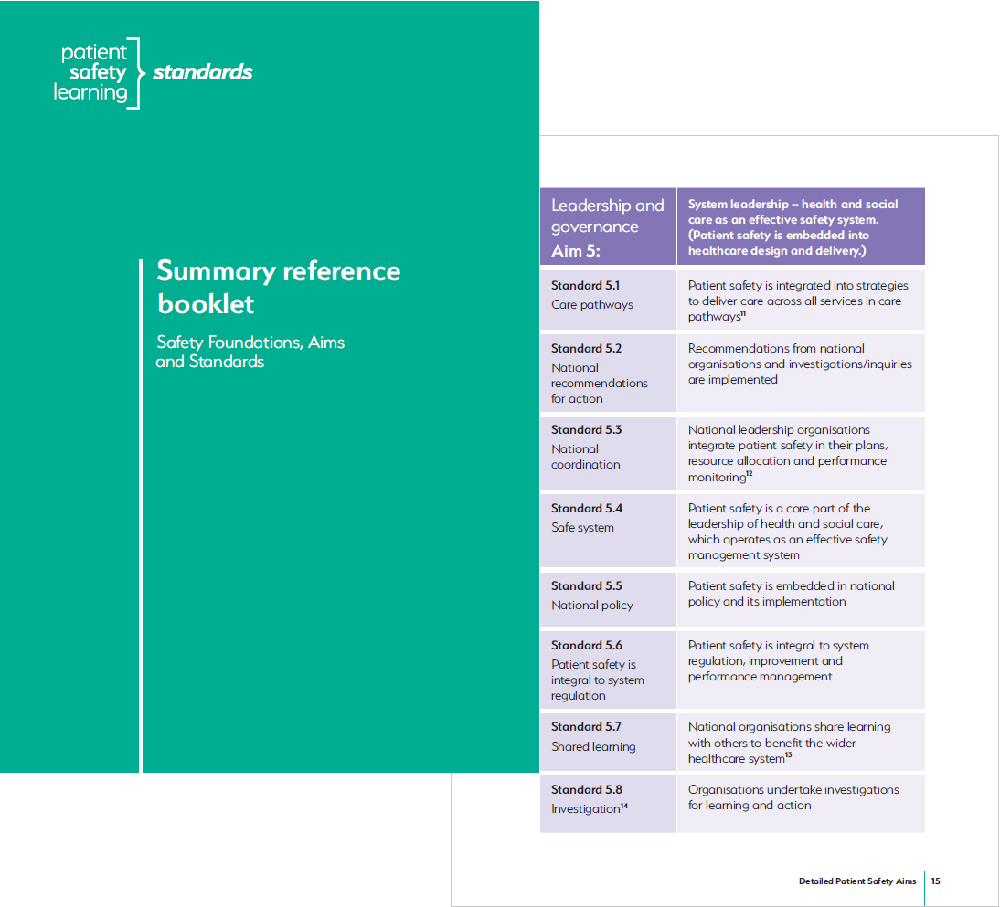 patient
safety
learning
standards
Summary reference
booklet
Safety Foundations, Aims
and Standards
Leadership and
governance
Aim 5:
System leadership – health and social
care as an effective safety system.
(Patient safety is embedded into
healthcare design and delivery.)
Standard 5.1
Care pathways
Patient safety is integrated into strategies
to deliver care across all services in care
pathways¹¹
Standard 5.2
National
recommendations
for action
Recommendations from national
organisations and investigations/inquiries
are implemented
Standard 5.3
National
coordination
National leadership organisations
integrate patient safety in their plans,
resource allocation and performance
monitoring¹²
Standard 5.4
Safe system
Patient safety is a core part of the
leadership of health and social care,
which operates as an effective safety
management system
Standard 5.5
National policy
Patient safety is embedded in national
policy and its implementation
Standard 5.6
Patient safety is
integral to system
regulation
Patient safety is integral to system
regulation, improvement and
performance management
Standard 5.7
Shared learning
National organisations share learning
with others to benefit the wider
healthcare system¹³
Standard 5.8
Investigation¹⁴
Organisations undertake investigations
for learning and action
Detailed Patient Safety Aims
15